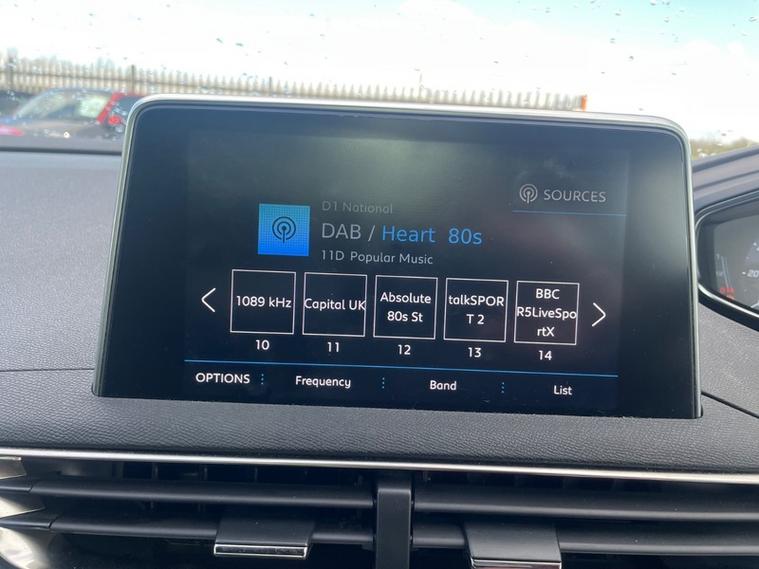 SOURCES
D1 National
DAB / Heart 80s
11D Popular Music
1089 kHz
Capital UK
Absolute
80s St
talkSPOR
T 2
BBC
R5LiveSpo
rtX
10
11
12
13
14
OPTIONS
Frequency
Band
List